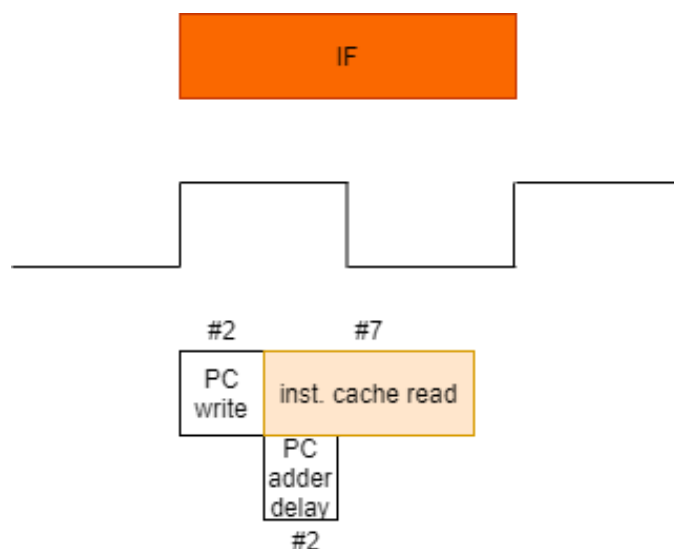 IF
#2
#7
PC
write
inst. cache read
PC
adder
delay
#2